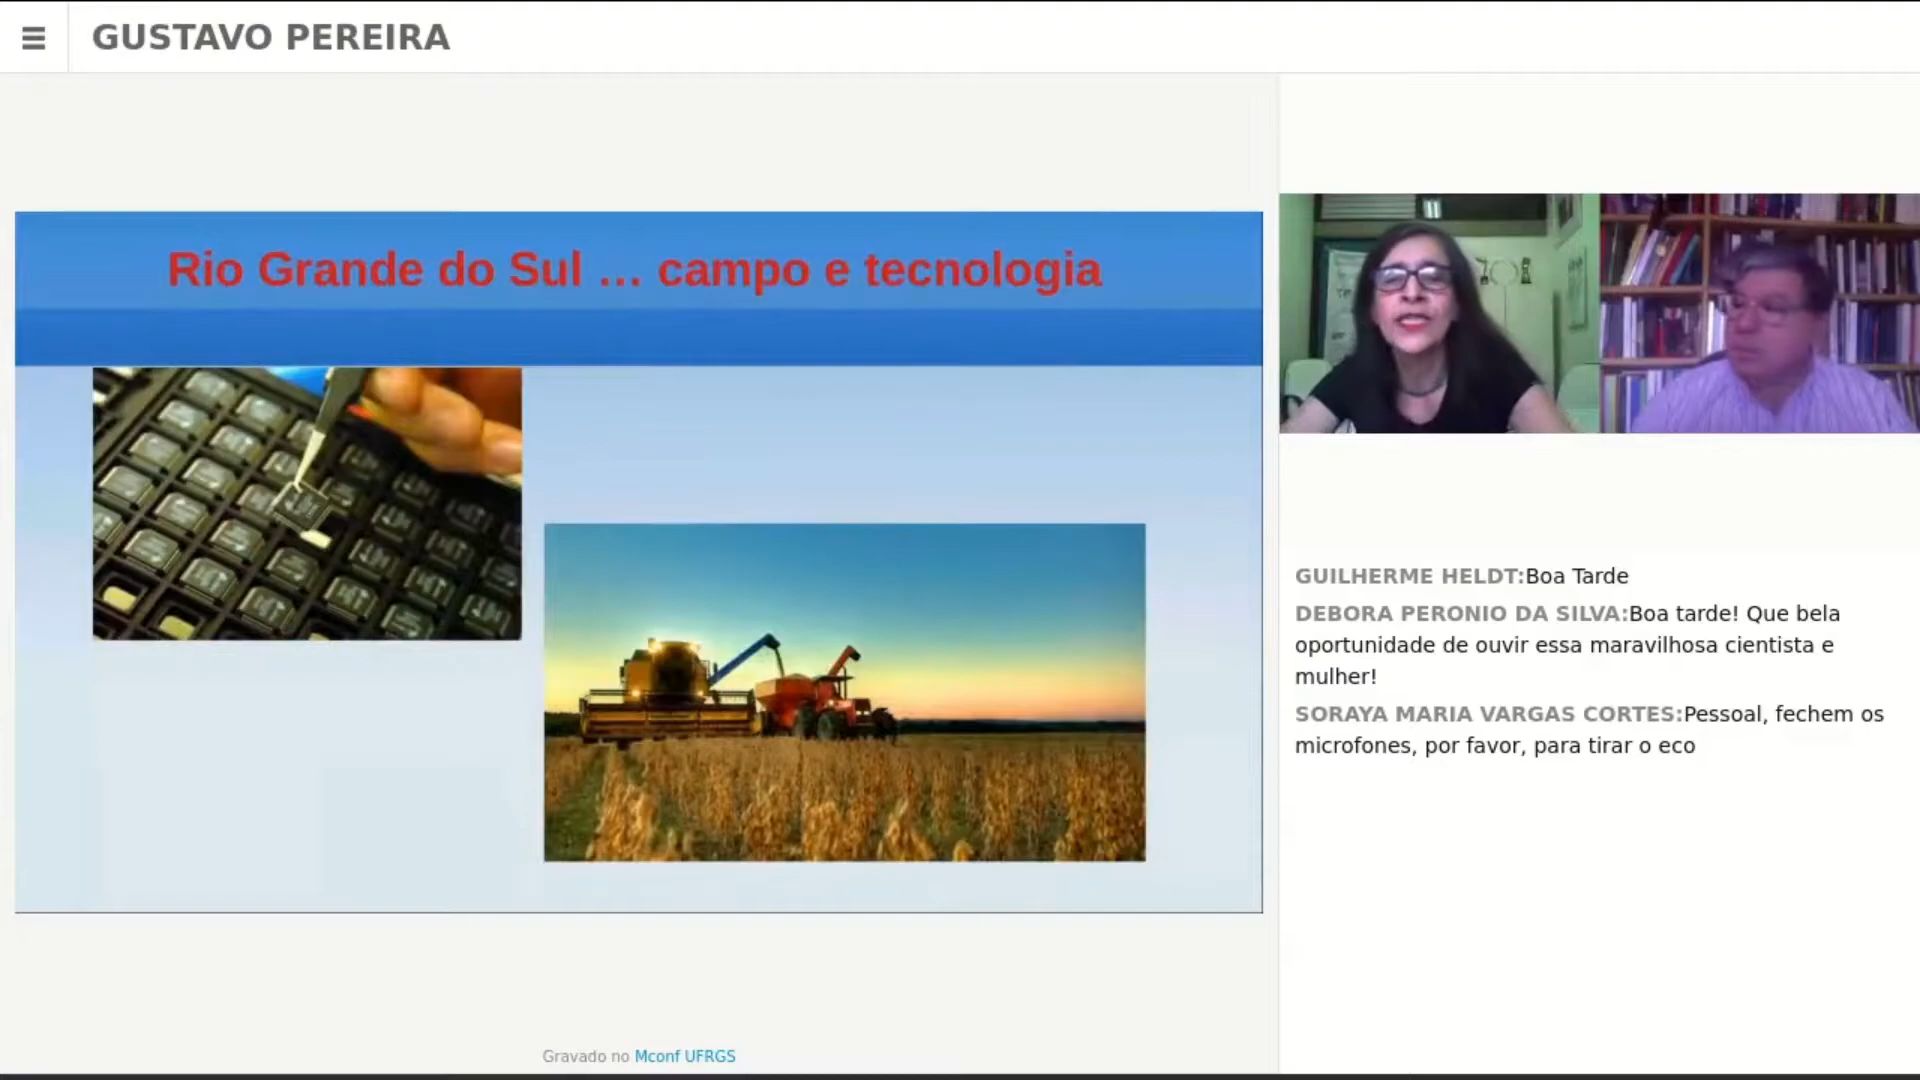 GUSTAVO PEREIRA
Rio Grande do Sul ... campo e tecnologia
GUILHERME HELDT:Boa Tarde
DEBORA PERONIO DA SILVA:Boa tarde! Que bela
oportunidade de ouvir essa maravilhosa cientista e
mulher!
SORAYA MARIA VARGAS CORTES:Pessoal, fechem os
microfones, por favor, para tirar o eco
Gravado no Mconf UFRGS